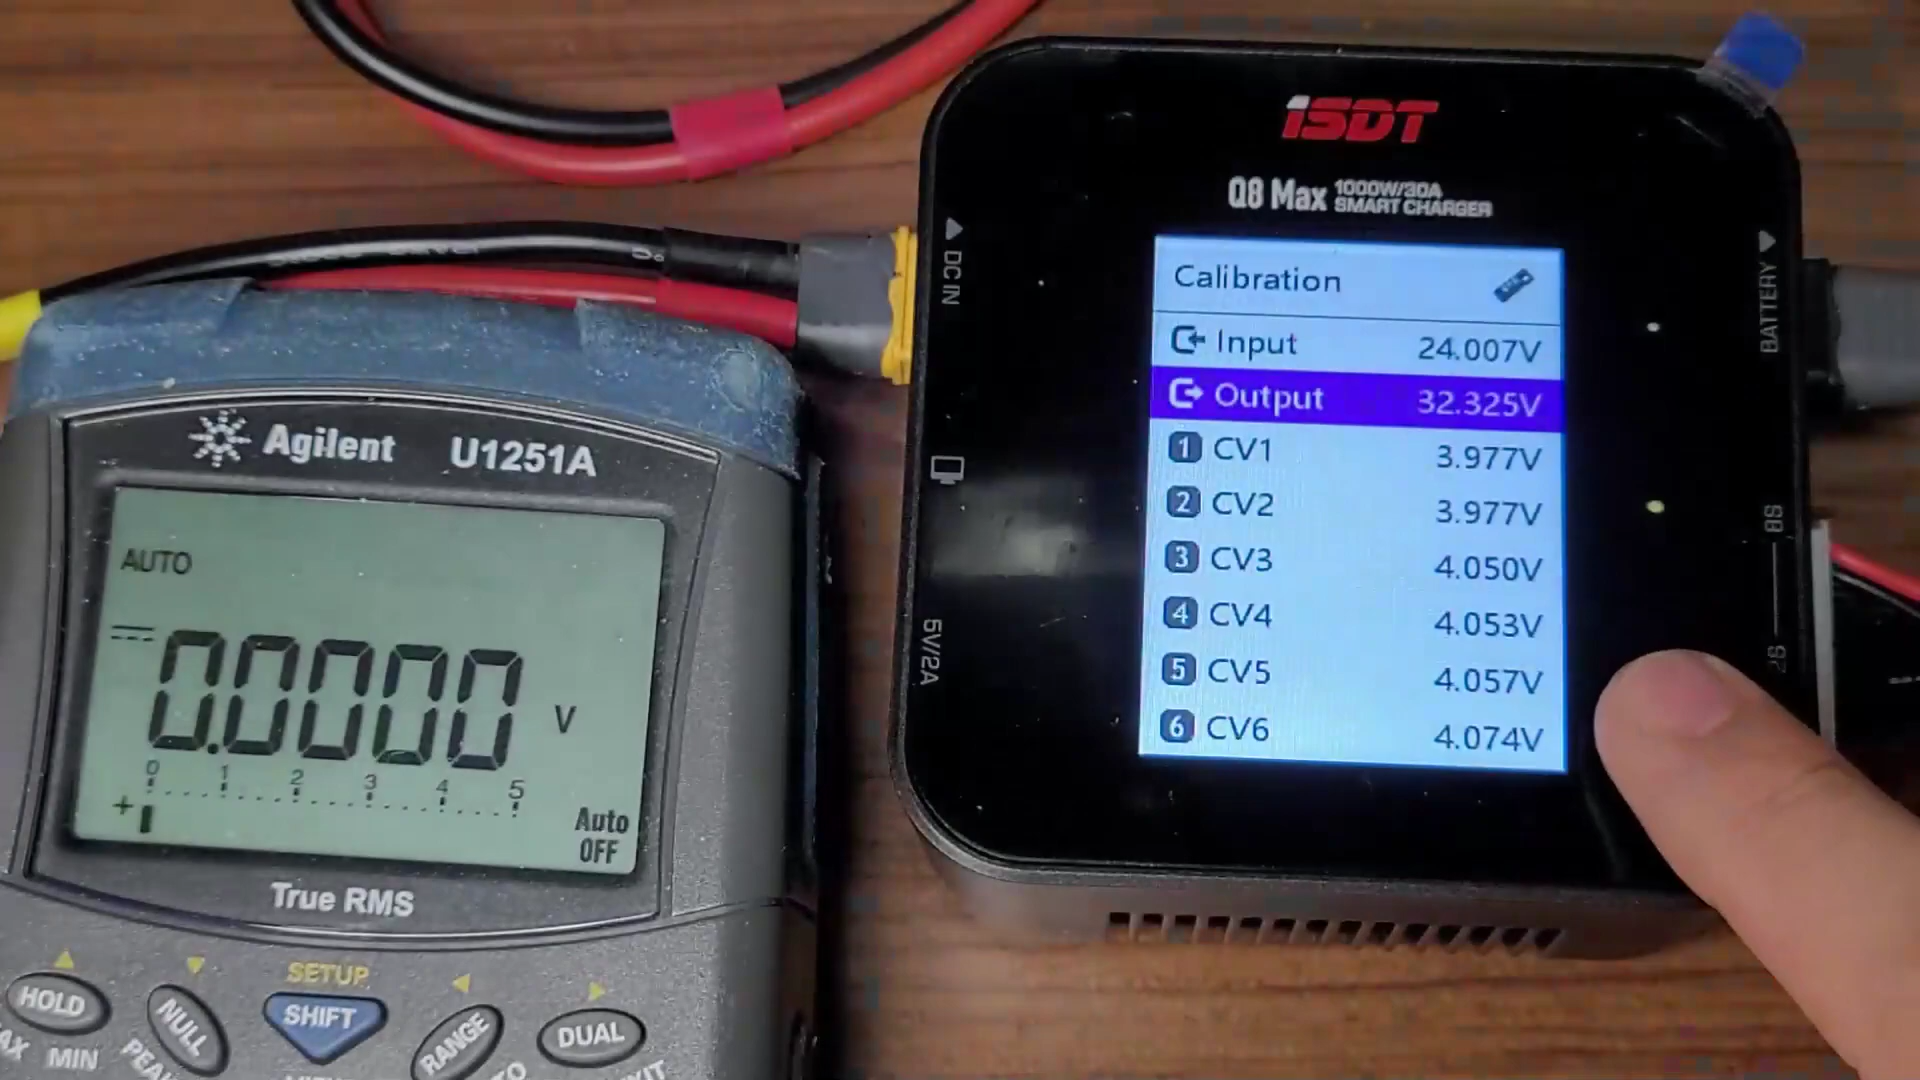 Agilent U1251A
AUTO
0.0000 V
0 1 2 3 4 5
+
Auto
OFF
True RMS
SETUP
HOLD
NULL
SHIFT
RANGE
DUAL
MIN
iSDT
Q8 Max 1000W/30A
SMART CHARGER
DC IN
5V/2A
BATTERY
8S
2S
Calibration
Input 24.007V
Output 32.325V
1 CV1 3.977V
2 CV2 3.977V
3 CV3 4.050V
4 CV4 4.053V
5 CV5 4.057V
6 CV6 4.074V